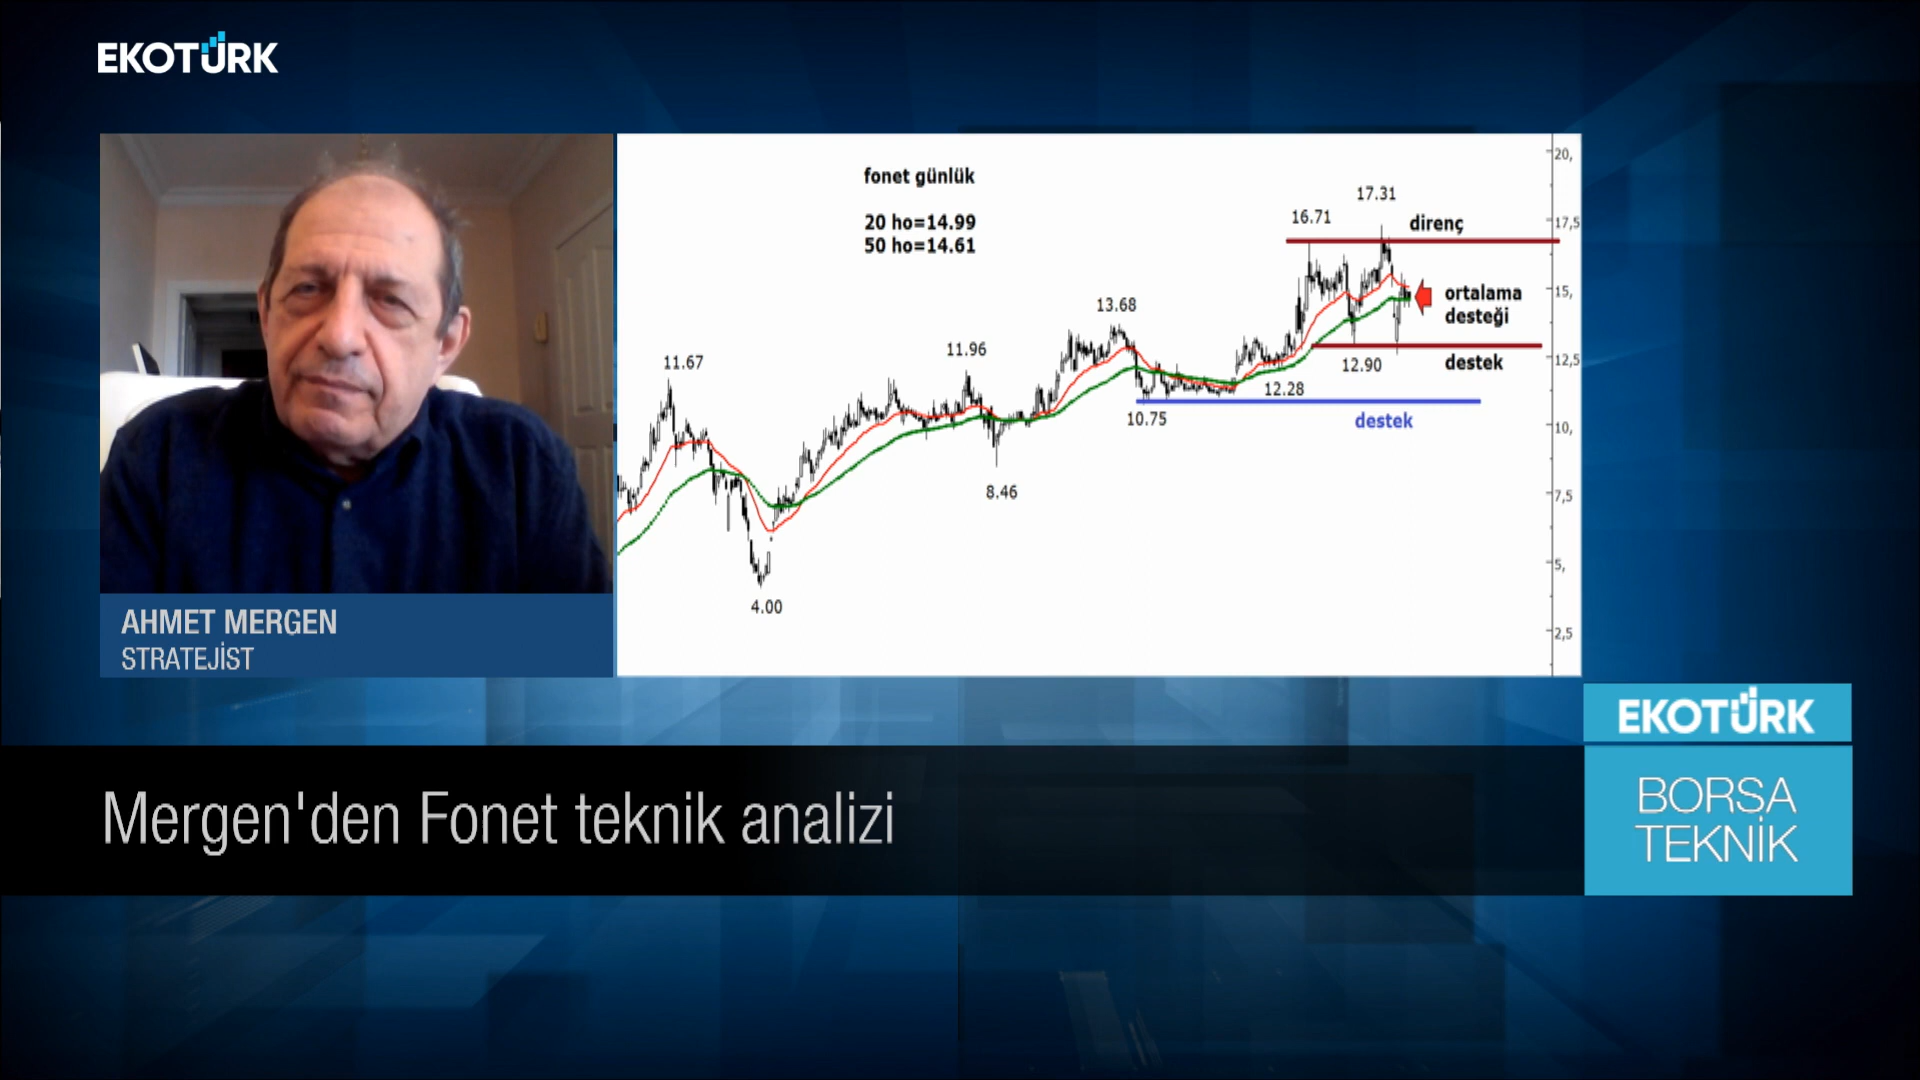 EKOTÜRK
fonet günlük
20 ho=14.99
50 ho=14.61
11.67
4.00
11.96
8.46
13.68
10.75
12.28
16.71
12.90
17.31
direnç
ortalama
desteği
destek
destek
20,
17,5
15,
12,5
10,
7,5
5,
2,5
AHMET MERGEN
STRATEJİST
EKOTÜRK
Mergen'den Fonet teknik analizi
BORSA
TEKNİK